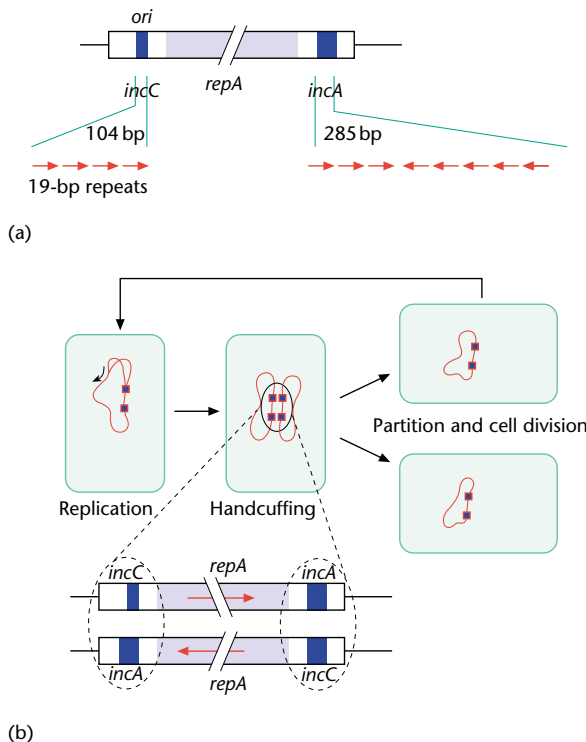 ori
incC
repA
incA
104 bp
285 bp
19-bp repeats
(a)
Replication
Handcuffing
Partition and cell division
incC
repA
incA
incA
repA
incC
(b)